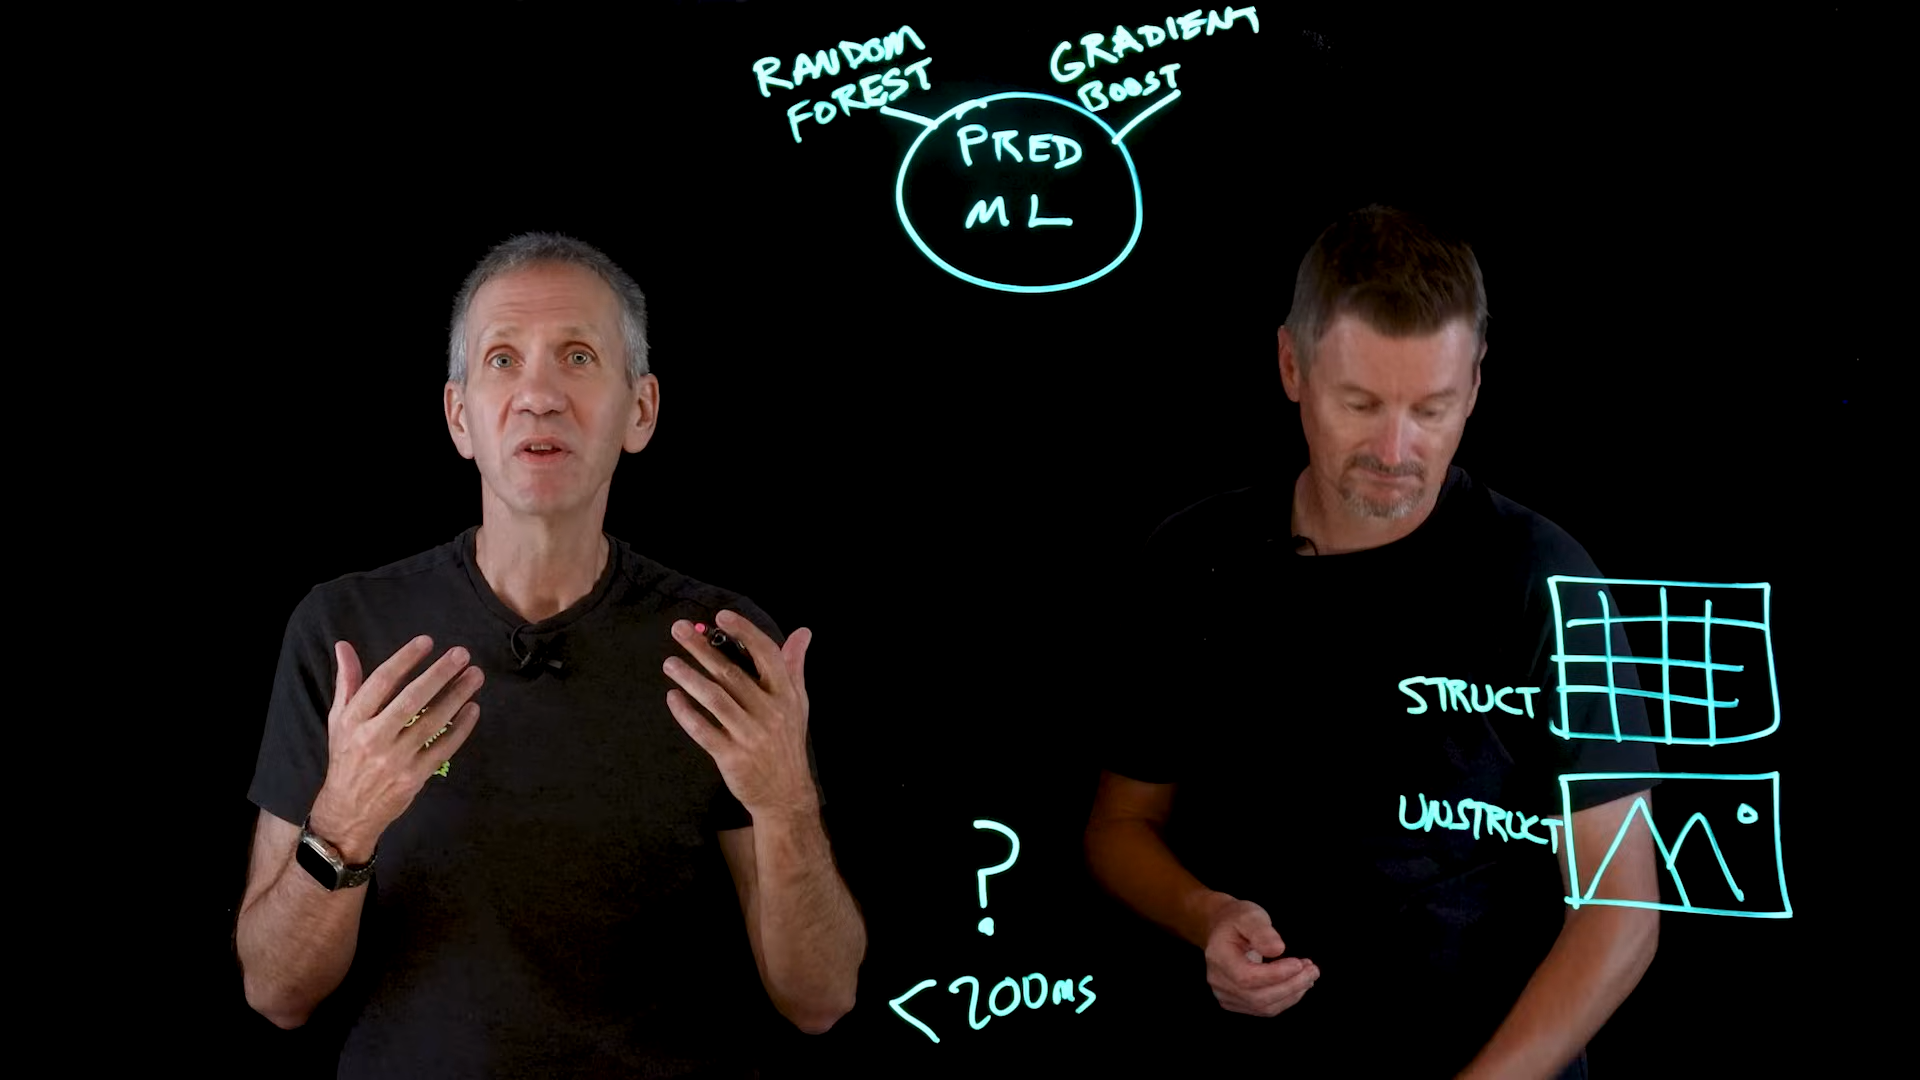 RANDOM
FOREST
GRADIENT
BOOST
PRED
ML
STRUCT
UNSTRUCT
?
<200ms